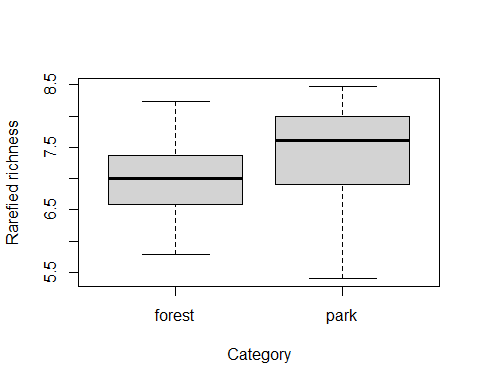 Rarefied richness
8.5
7.5
6.5
5.5
forest park
Category